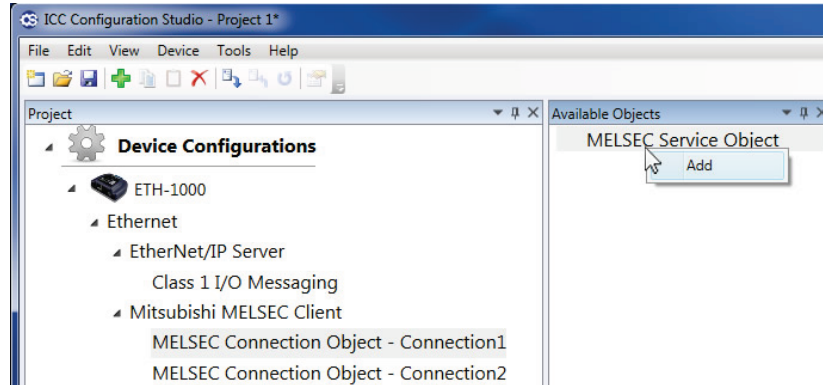 ICC Configuration Studio - Project 1*
File Edit View Device Tools Help
Project
Device Configurations
ETH-1000
Ethernet
EtherNet/IP Server
Class 1 I/O Messaging
Mitsubishi MELSEC Client
MELSEC Connection Object - Connection1
MELSEC Connection Object - Connection2
Available Objects
MELSEC Service Object
Add